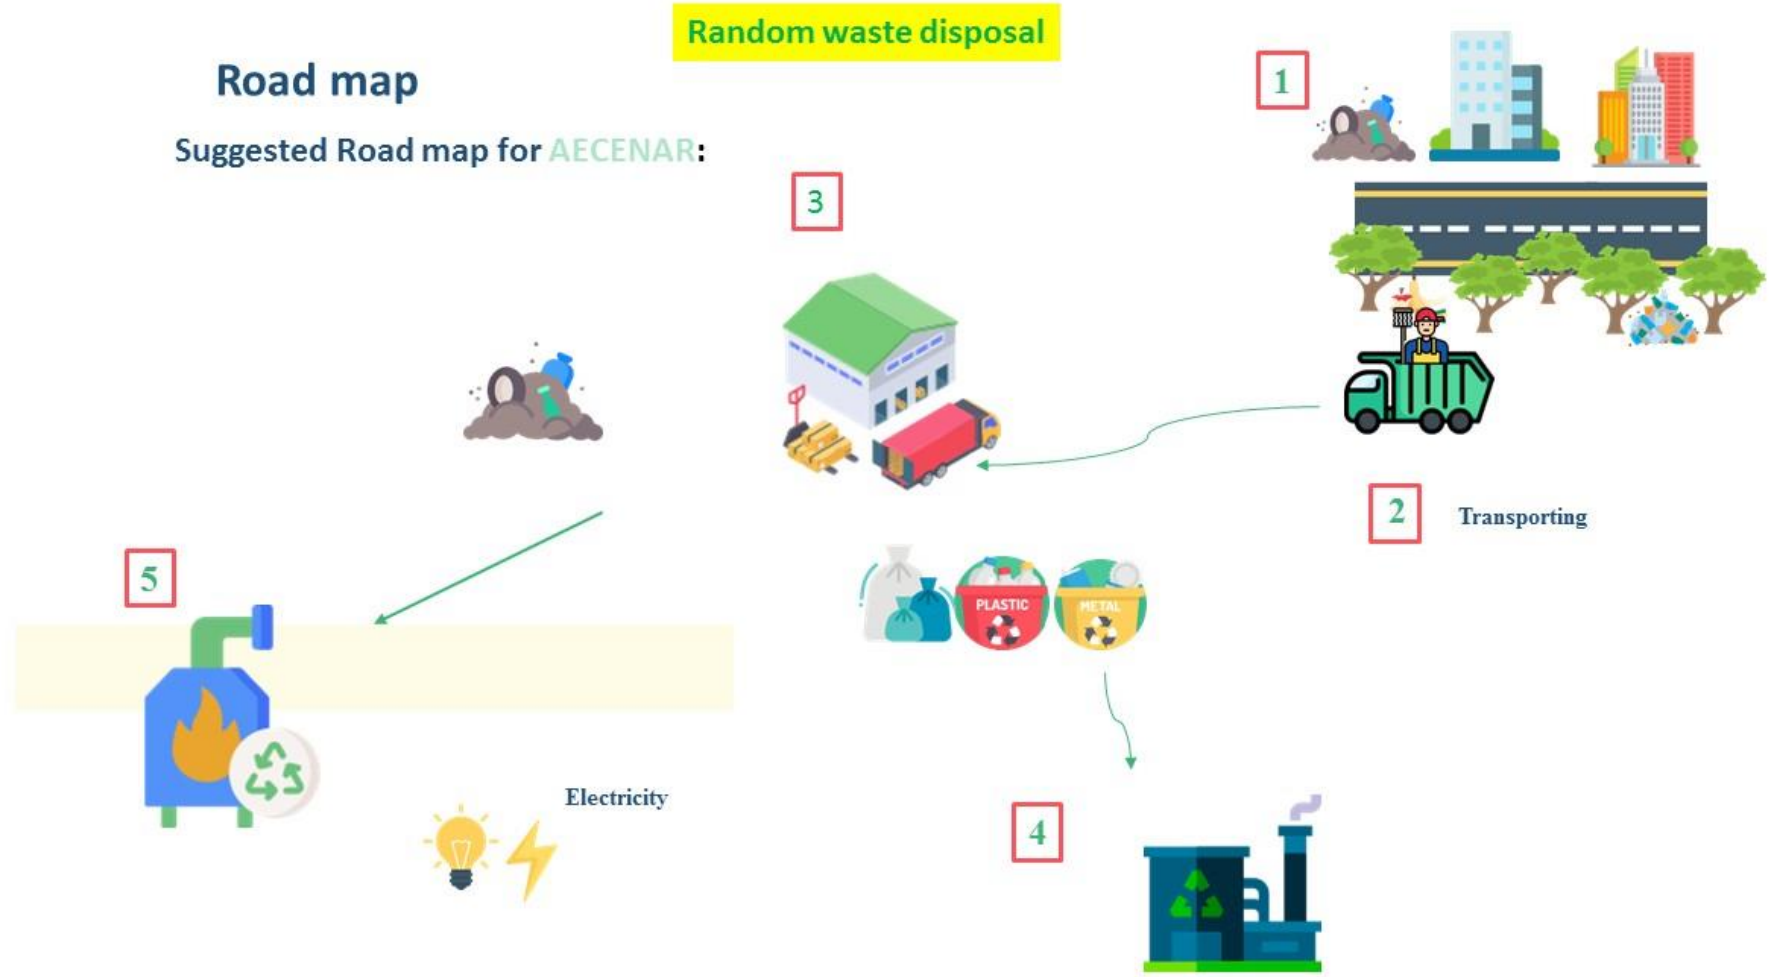 Random waste disposal
Road map
Suggested Road map for AECENAR:
1
3
2 Transporting
5
PLASTIC
METAL
Electricity
4